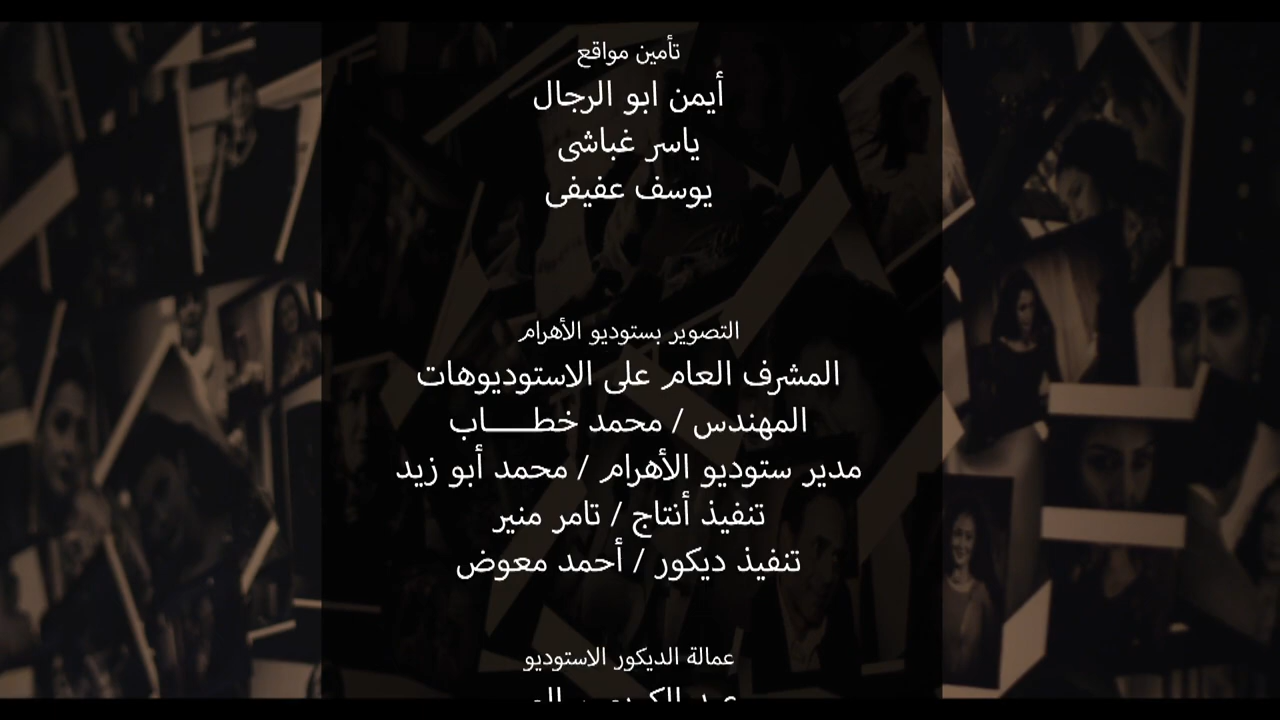 تأمين مواقع
أيمن ابو الرجال
ياسر غباشى
يوسف عفيفى
التصوير بستوديو الأهرام
المشرف العام على الاستوديوهات
المهندس / محمد خطـــــاب
مدير ستوديو الأهرام / محمد أبو زيد
تنفيذ أنتاج / تامر منير
تنفيذ ديكور / أحمد معوض
عمالة الديكور الاستوديو